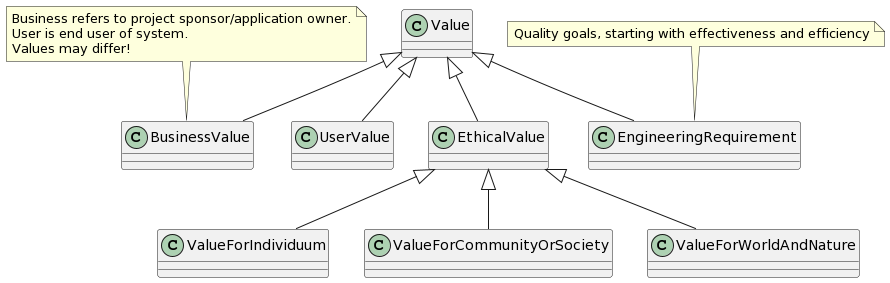 Business refers to project sponsor/application owner.
User is end user of system.
Values may differ!
C Value
Quality goals, starting with effectiveness and efficiency
C BusinessValue
C UserValue
C EthicalValue
C EngineeringRequirement
C ValueForIndividuum
C ValueForCommunityOrSociety
C ValueForWorldAndNature